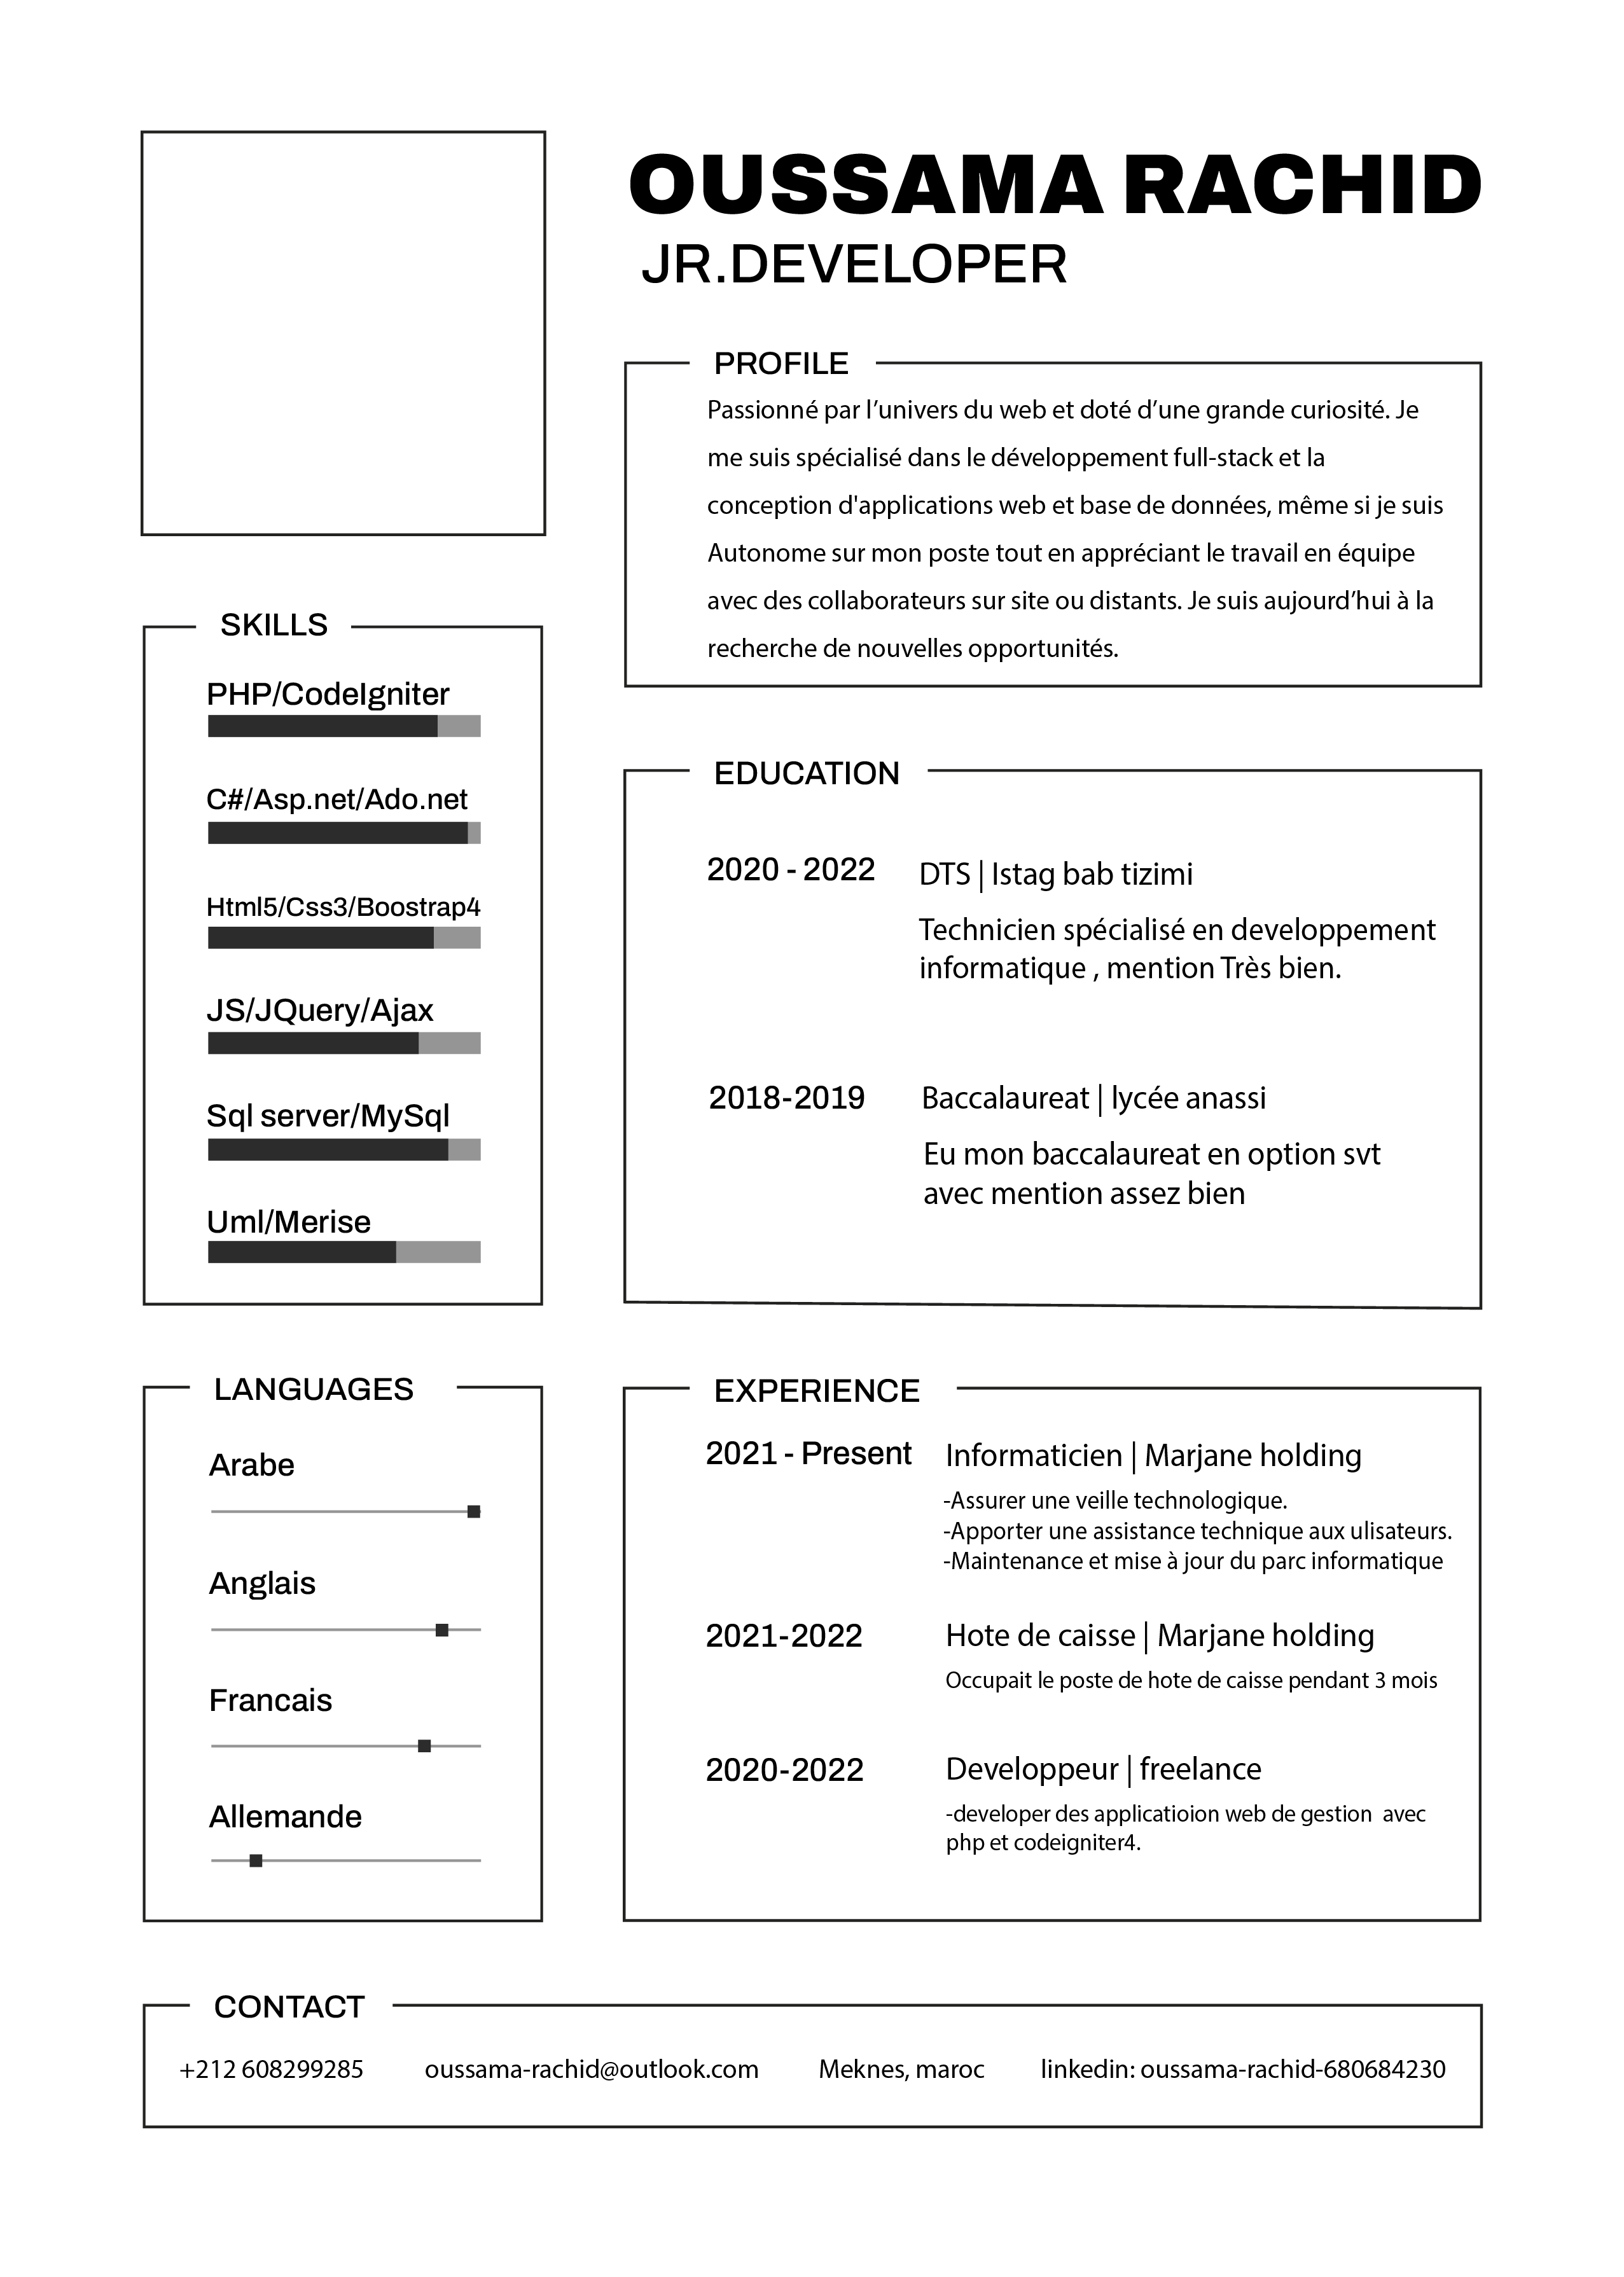 OUSSAMA RACHID
JR.DEVELOPER
PROFILE
Passionné par l’univers du web et doté d’une grande curiosité. Je
me suis spécialisé dans le développement full-stack et la
conception d'applications web et base de données, même si je suis
Autonome sur mon poste tout en appréciant le travail en équipe
avec des collaborateurs sur site ou distants. Je suis aujourd’hui à la
recherche de nouvelles opportunités.
SKILLS
PHP/CodeIgniter
C#/Asp.net/Ado.net
Html5/Css3/Boostrap4
JS/JQuery/Ajax
Sql server/MySql
Uml/Merise
EDUCATION
2020 - 2022 DTS | Istag bab tizimi
Technicien spécialisé en developpement
informatique , mention Très bien.
2018-2019 Baccalaureat | lycée anassi
Eu mon baccalaureat en option svt
avec mention assez bien
LANGUAGES
Arabe
Anglais
Francais
Allemande
EXPERIENCE
2021 - Present Informaticien | Marjane holding
-Assurer une veille technologique.
-Apporter une assistance technique aux ulisateurs.
-Maintenance et mise à jour du parc informatique
2021-2022 Hote de caisse | Marjane holding
Occupait le poste de hote de caisse pendant 3 mois
2020-2022 Developpeur | freelance
-developer des applicatioion web de gestion  avec
php et codeigniter4.
CONTACT
+212 608299285 oussama-rachid@outlook.com Meknes, maroc linkedin: oussama-rachid-680684230